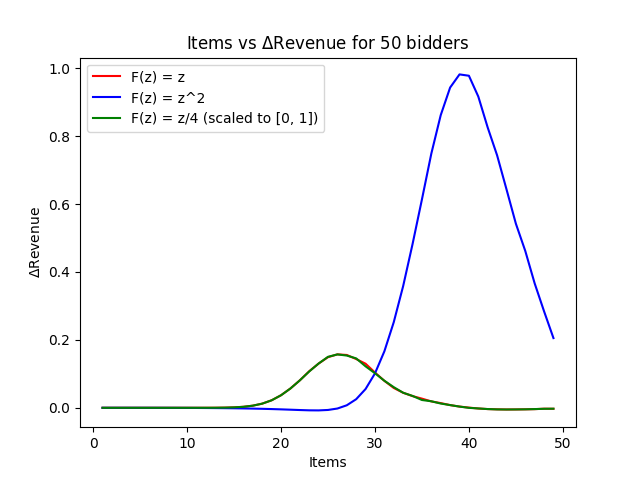 Items vs ΔRevenue for 50 bidders
F(z) = z
F(z) = z^2
F(z) = z/4 (scaled to [0, 1])
ΔRevenue
1.0
0.8
0.6
0.4
0.2
0.0
0 10 20 30 40 50
Items